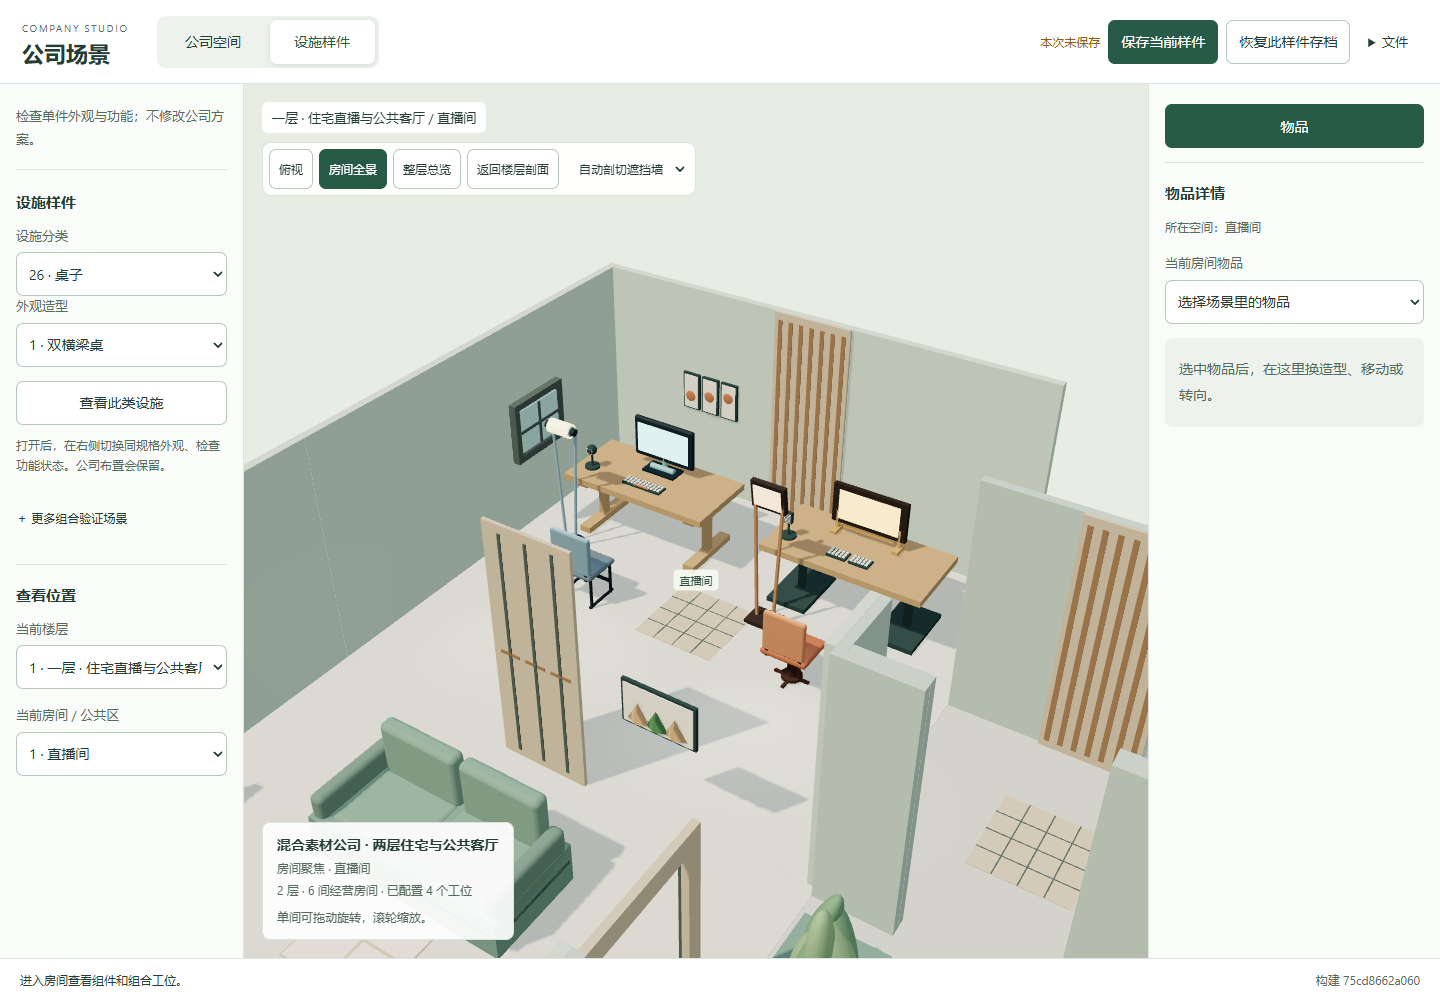 COMPANY STUDIO
公司场景
公司空间
设施样件
本次未保存
保存当前样件
恢复此样件存档
▶ 文件
检查单件外观与功能；不修改公司方
案。
设施样件
设施分类
26 · 桌子
外观造型
1 · 双横梁桌
查看此类设施
打开后，在右侧切换同规格外观、检查
功能状态。公司布置会保留。
+ 更多组合验证场景
查看位置
当前楼层
1 · 一层 · 住宅直播与公共客厅
当前房间 / 公共区
1 · 直播间
一层 · 住宅直播与公共客厅 / 直播间
俯视
房间全景
整层总览
返回楼层剖面
自动剖切遮挡墙
直播间
混合素材公司 · 两层住宅与公共客厅
房间聚焦 · 直播间
2 层 · 6 间经营房间 · 已配置 4 个工位
单间可拖动旋转，滚轮缩放。
物品
物品详情
所在空间：直播间
当前房间物品
选择场景里的物品
选中物品后，在这里换造型、移动或
转向。
进入房间查看组件和组合工位。
构建 75cd8662a060